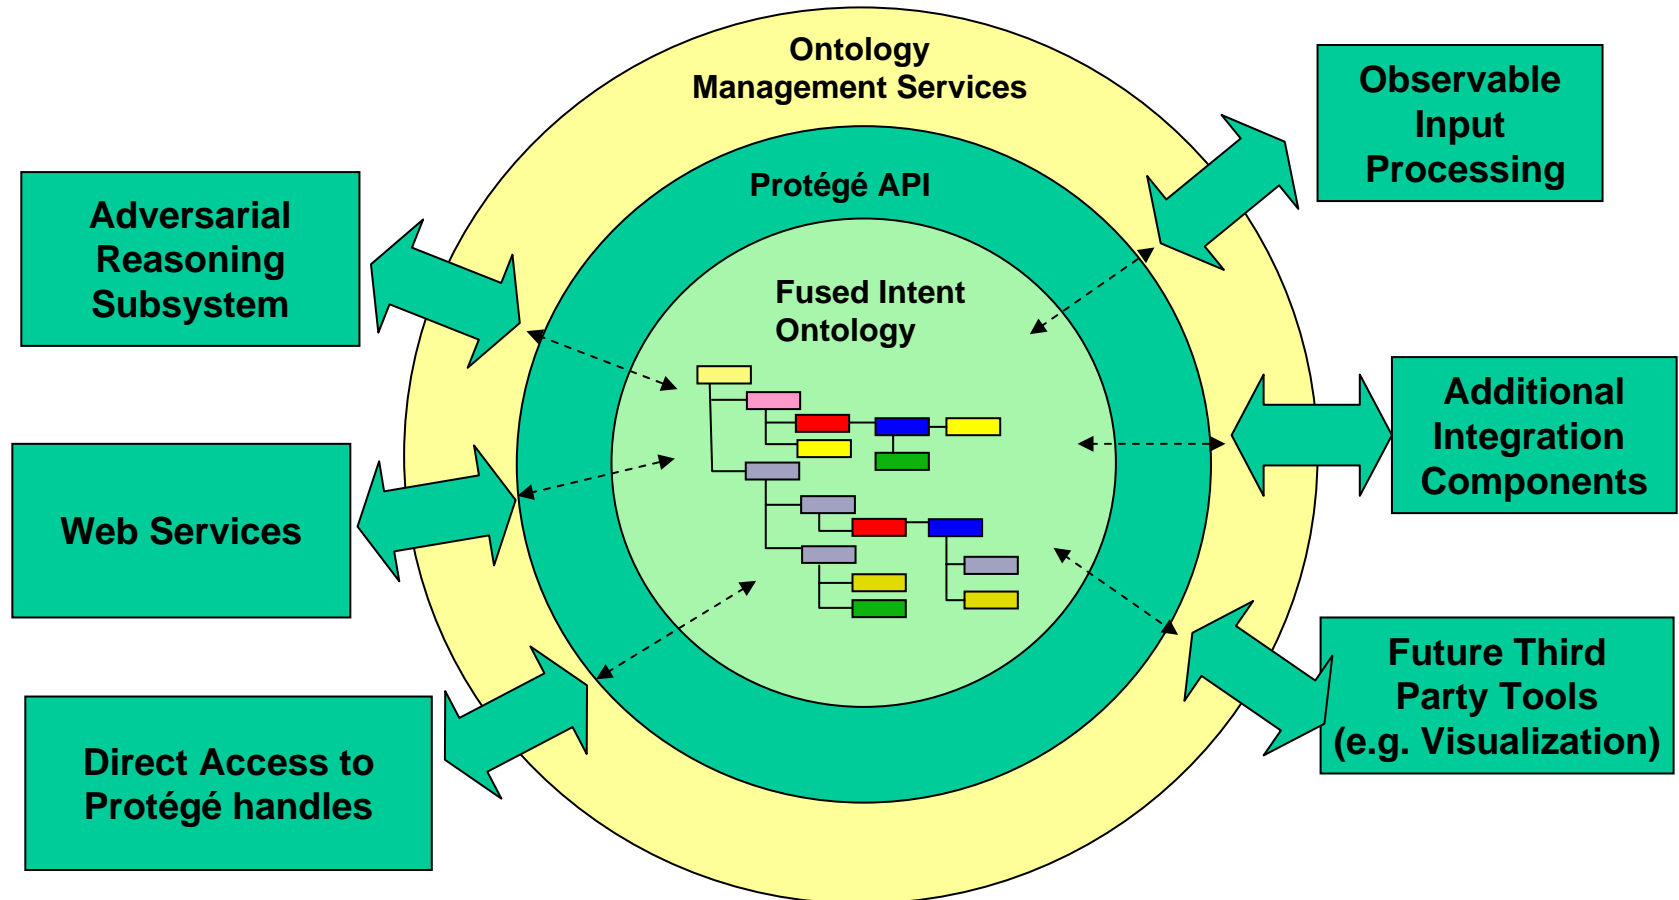 Ontology
Management Services
Protégé API
Fused Intent
Ontology
Adversarial
Reasoning
Subsystem
Web Services
Direct Access to
Protégé handles
Observable
Input
Processing
Additional
Integration
Components
Future Third
Party Tools
(e.g. Visualization)